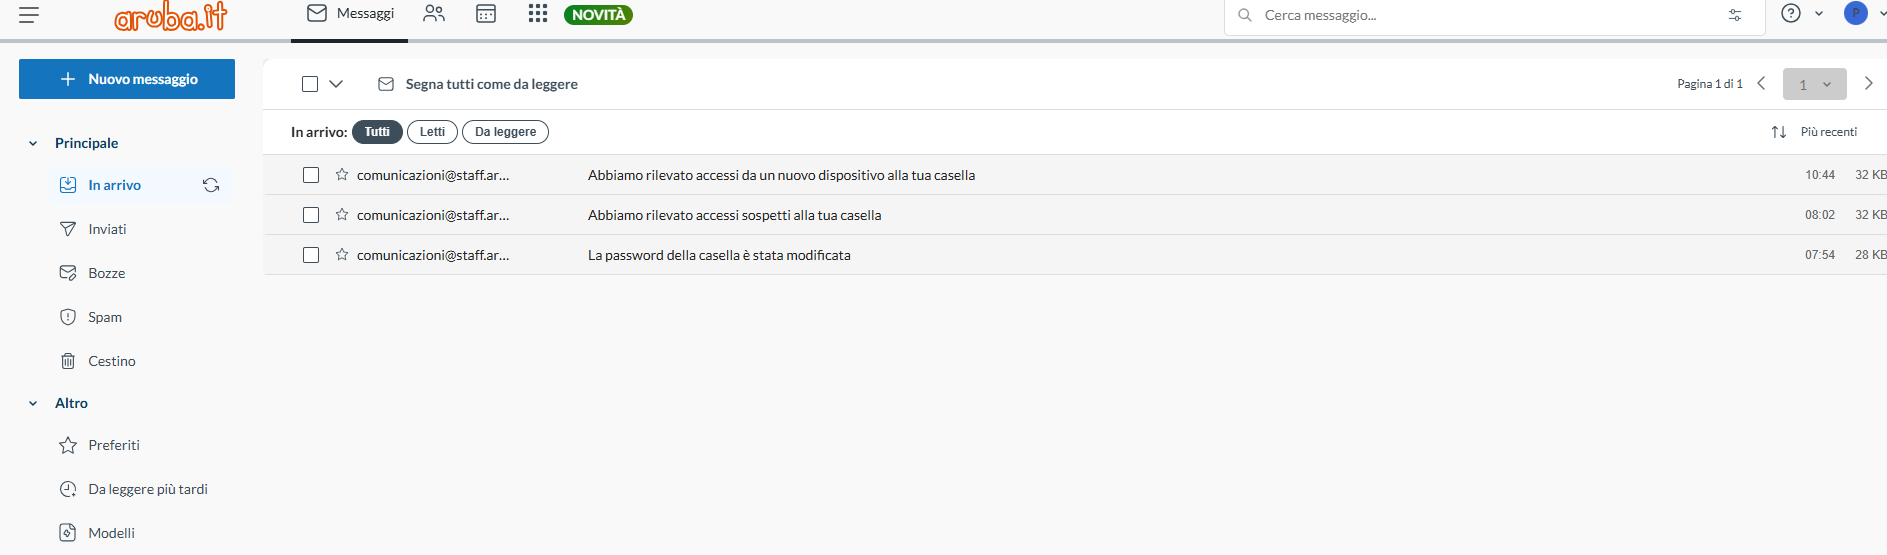 aruba.it
Messaggi
NOVITÀ
Cerca messaggio...
P
Nuovo messaggio
Segna tutti come da leggere
Pagina 1 di 1
1
In arrivo: Tutti Letti Da leggere
Più recenti
Principale
In arrivo
Inviati
Bozze
Spam
Cestino
Altro
Preferiti
Da leggere più tardi
Modelli
comunicazioni@staff.ar... Abbiamo rilevato accessi da un nuovo dispositivo alla tua casella 10:44 32 KB
comunicazioni@staff.ar... Abbiamo rilevato accessi sospetti alla tua casella 08:02 32 KB
comunicazioni@staff.ar... La password della casella è stata modificata 07:54 28 KB